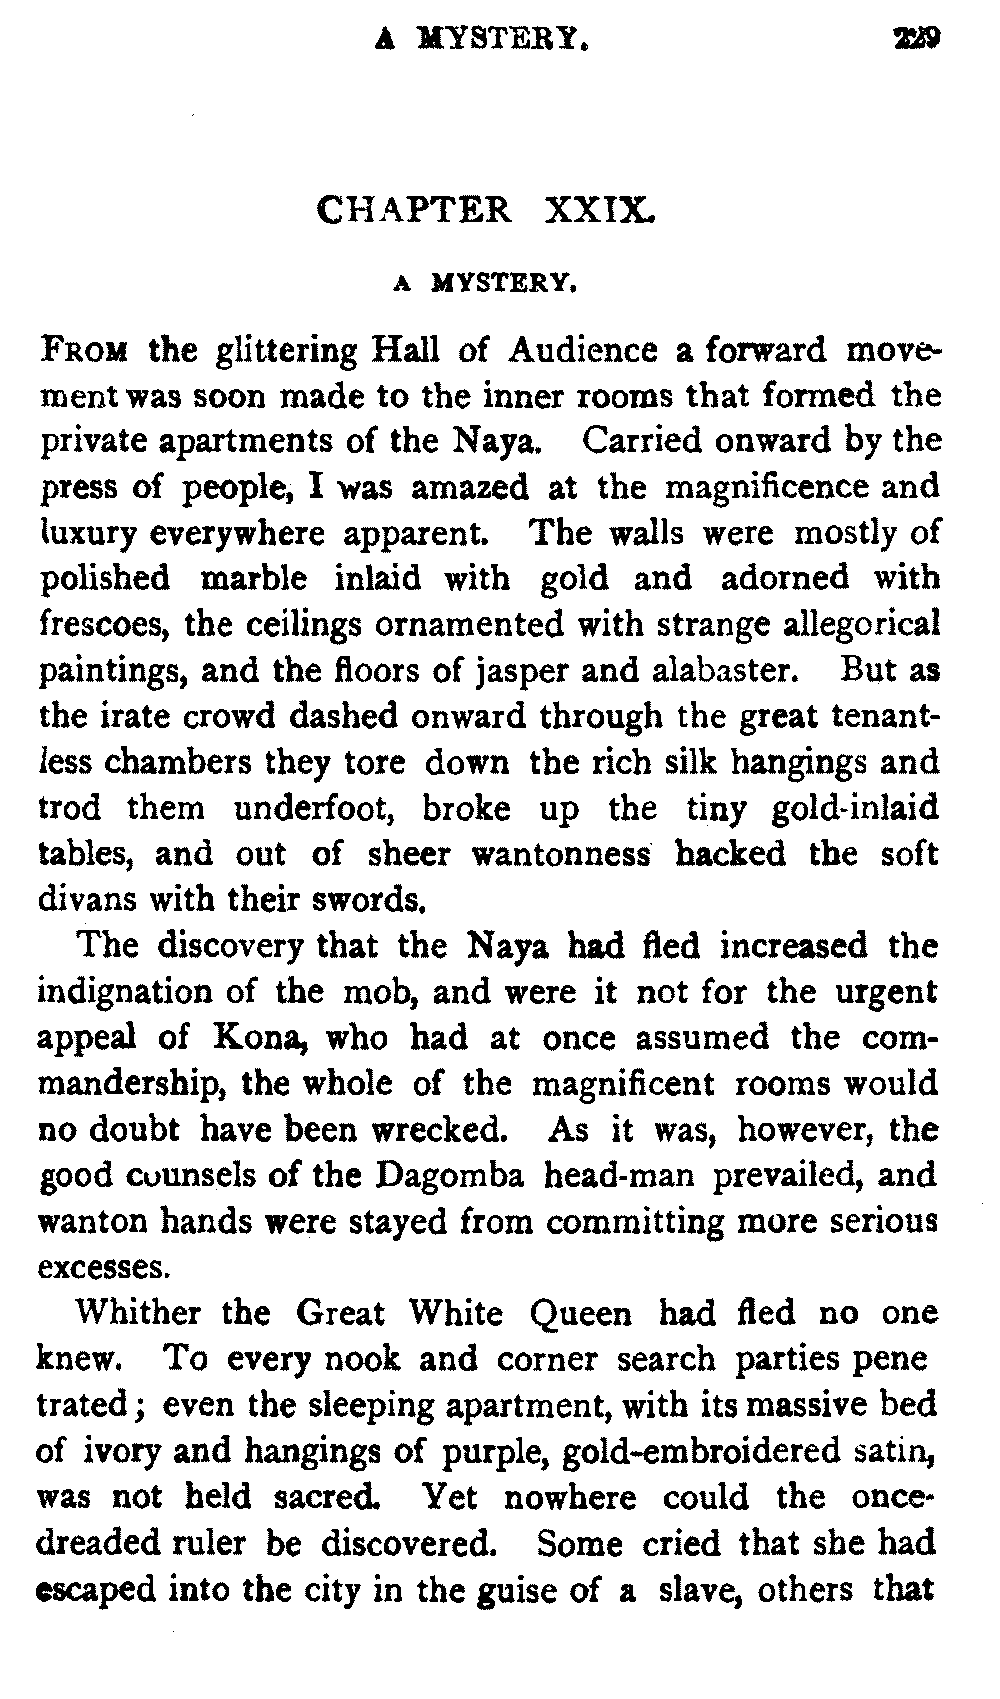 A MYSTERY. 229
CHAPTER XXIX.
A MYSTERY.
FROM the glittering Hall of Audience a forward move-
ment was soon made to the inner rooms that formed the
private apartments of the Naya. Carried onward by the
press of people, I was amazed at the magnificence and
luxury everywhere apparent. The walls were mostly of
polished marble inlaid with gold and adorned with
frescoes, the ceilings ornamented with strange allegorical
paintings, and the floors of jasper and alabaster. But as
the irate crowd dashed onward through the great tenant-
less chambers they tore down the rich silk hangings and
trod them underfoot, broke up the tiny gold-inlaid
tables, and out of sheer wantonness hacked the soft
divans with their swords.
The discovery that the Naya had fled increased the
indignation of the mob, and were it not for the urgent
appeal of Kona, who had at once assumed the com-
mandership, the whole of the magnificent rooms would
no doubt have been wrecked. As it was, however, the
good counsels of the Dagomba head-man prevailed, and
wanton hands were stayed from committing more serious
excesses.
Whither the Great White Queen had fled no one
knew. To every nook and corner search parties pene
trated; even the sleeping apartment, with its massive bed
of ivory and hangings of purple, gold-embroidered satin,
was not held sacred. Yet nowhere could the once-
dreaded ruler be discovered. Some cried that she had
escaped into the city in the guise of a slave, others that